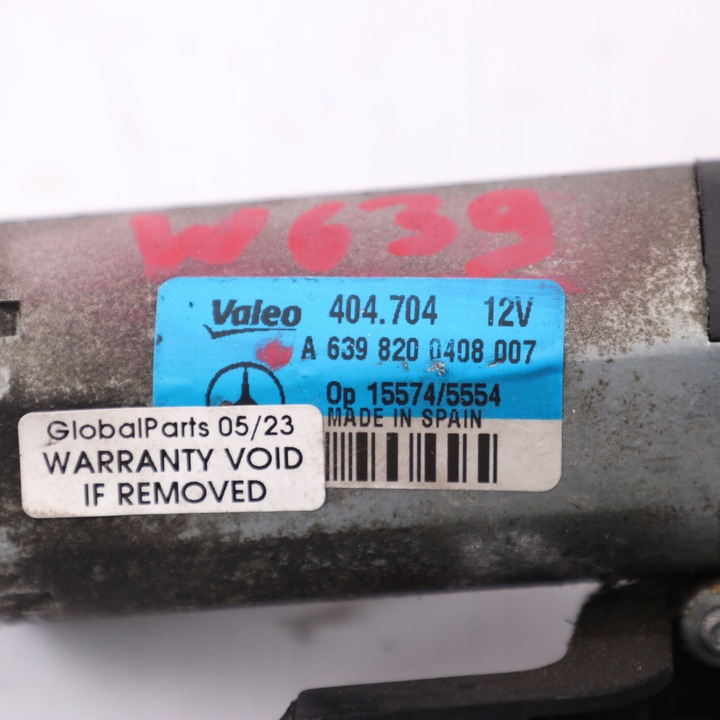 W639
Valeo 404.704 12V
A 639 820 0408 007
Op 15574/5554
MADE IN SPAIN
GlobalParts 05/23
WARRANTY VOID
IF REMOVED